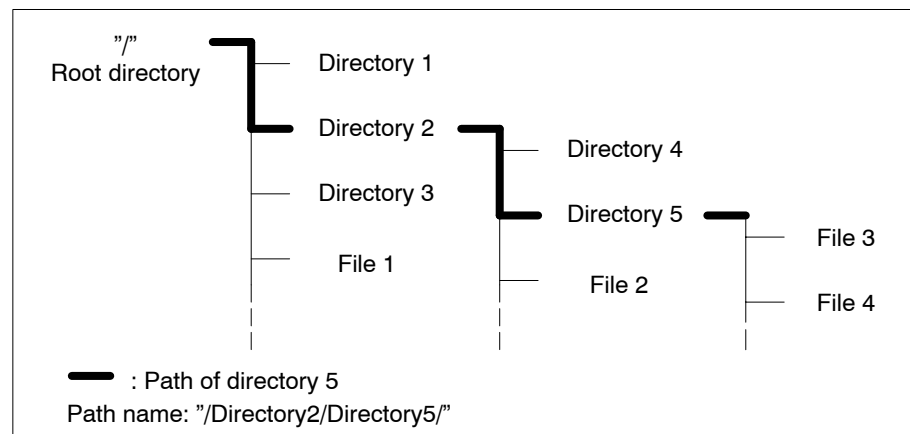 ”/”
Root directory
Directory 1
Directory 2
Directory 4
Directory 3
Directory 5
File 3
File 1
File 2
File 4
: Path of directory 5
Path name: ”/Directory2/Directory5/”